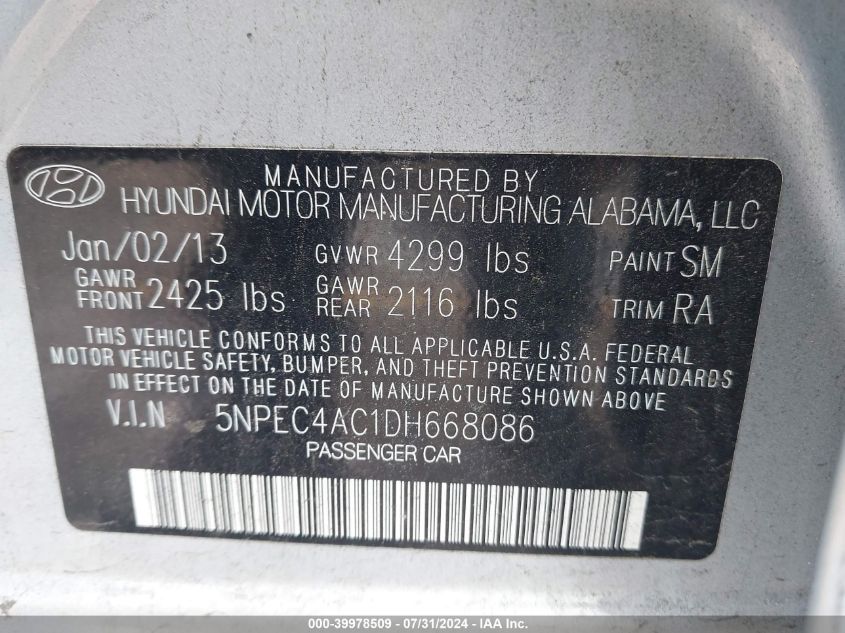 MANUFACTURED BY
HYUNDAI MOTOR MANUFACTURING ALABAMA, LLC
Jan/02/13 GVWR 4299 lbs PAINT SM
GAWR FRONT 2425 lbs GAWR REAR 2116 lbs TRIM RA
THIS VEHICLE CONFORMS TO ALL APPLICABLE U.S.A. FEDERAL
MOTOR VEHICLE SAFETY, BUMPER, AND THEFT PREVENTION STANDARDS
IN EFFECT ON THE DATE OF MANUFACTURE SHOWN ABOVE
V.I.N 5NPEC4AC1DH668086
PASSENGER CAR
000-39978509 - 07/31/2024 - COPYRIGHT © IAA, LLC.